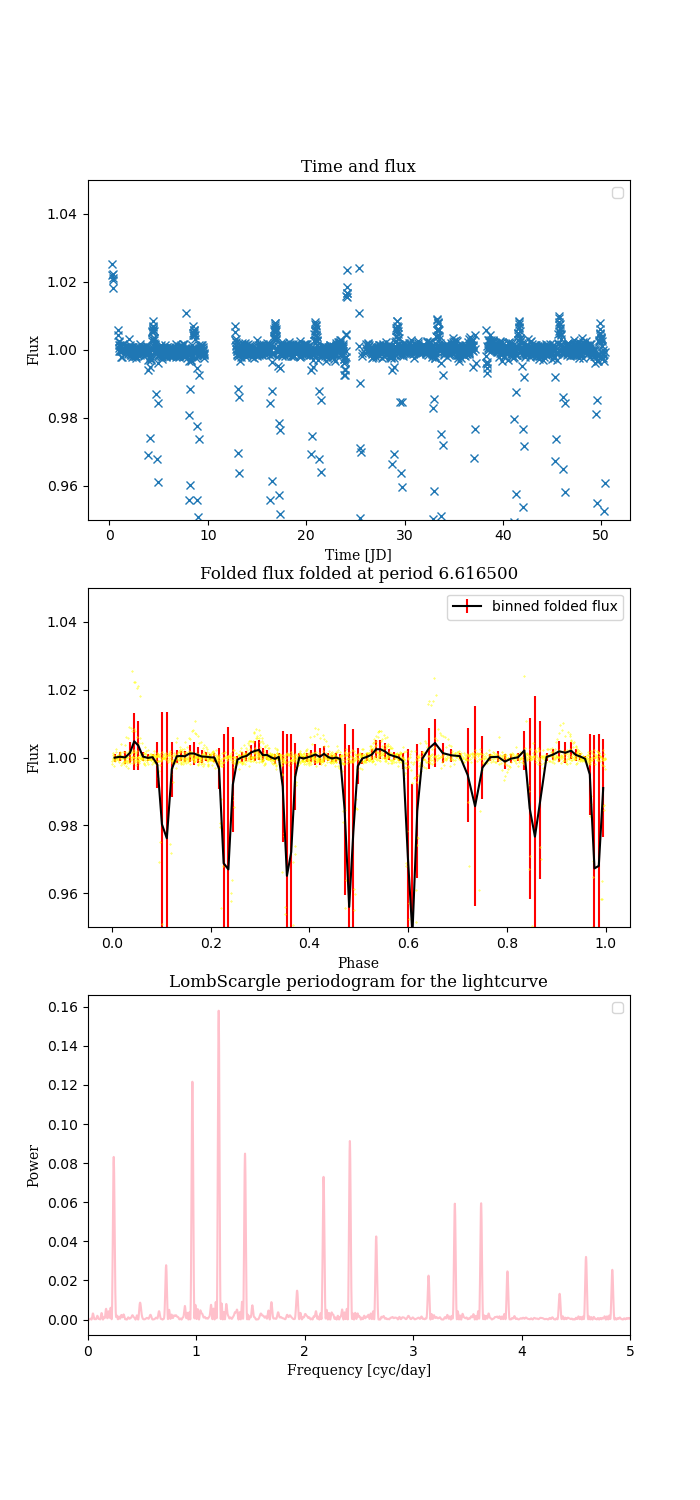 Time and flux
1.04
1.02
1.00
0.98
0.96
Flux
0 10 20 30 40 50
Time [JD]
Folded flux folded at period 6.616500
binned folded flux
1.04
1.02
1.00
0.98
0.96
Flux
0.0 0.2 0.4 0.6 0.8 1.0
Phase
LombScargle periodogram for the lightcurve
0.16
0.14
0.12
0.10
0.08
0.06
0.04
0.02
0.00
Power
0 1 2 3 4 5
Frequency [cyc/day]